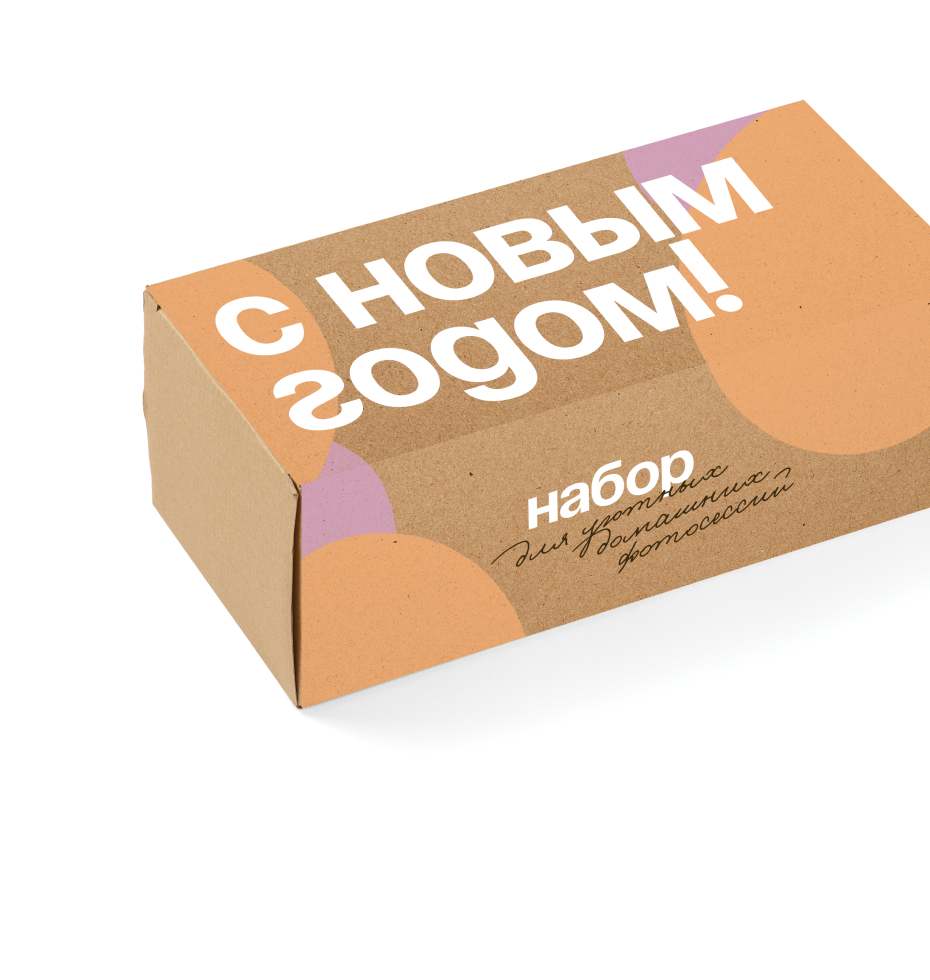 с новым
годом!
набор
для уютных
домашних
фотосессий